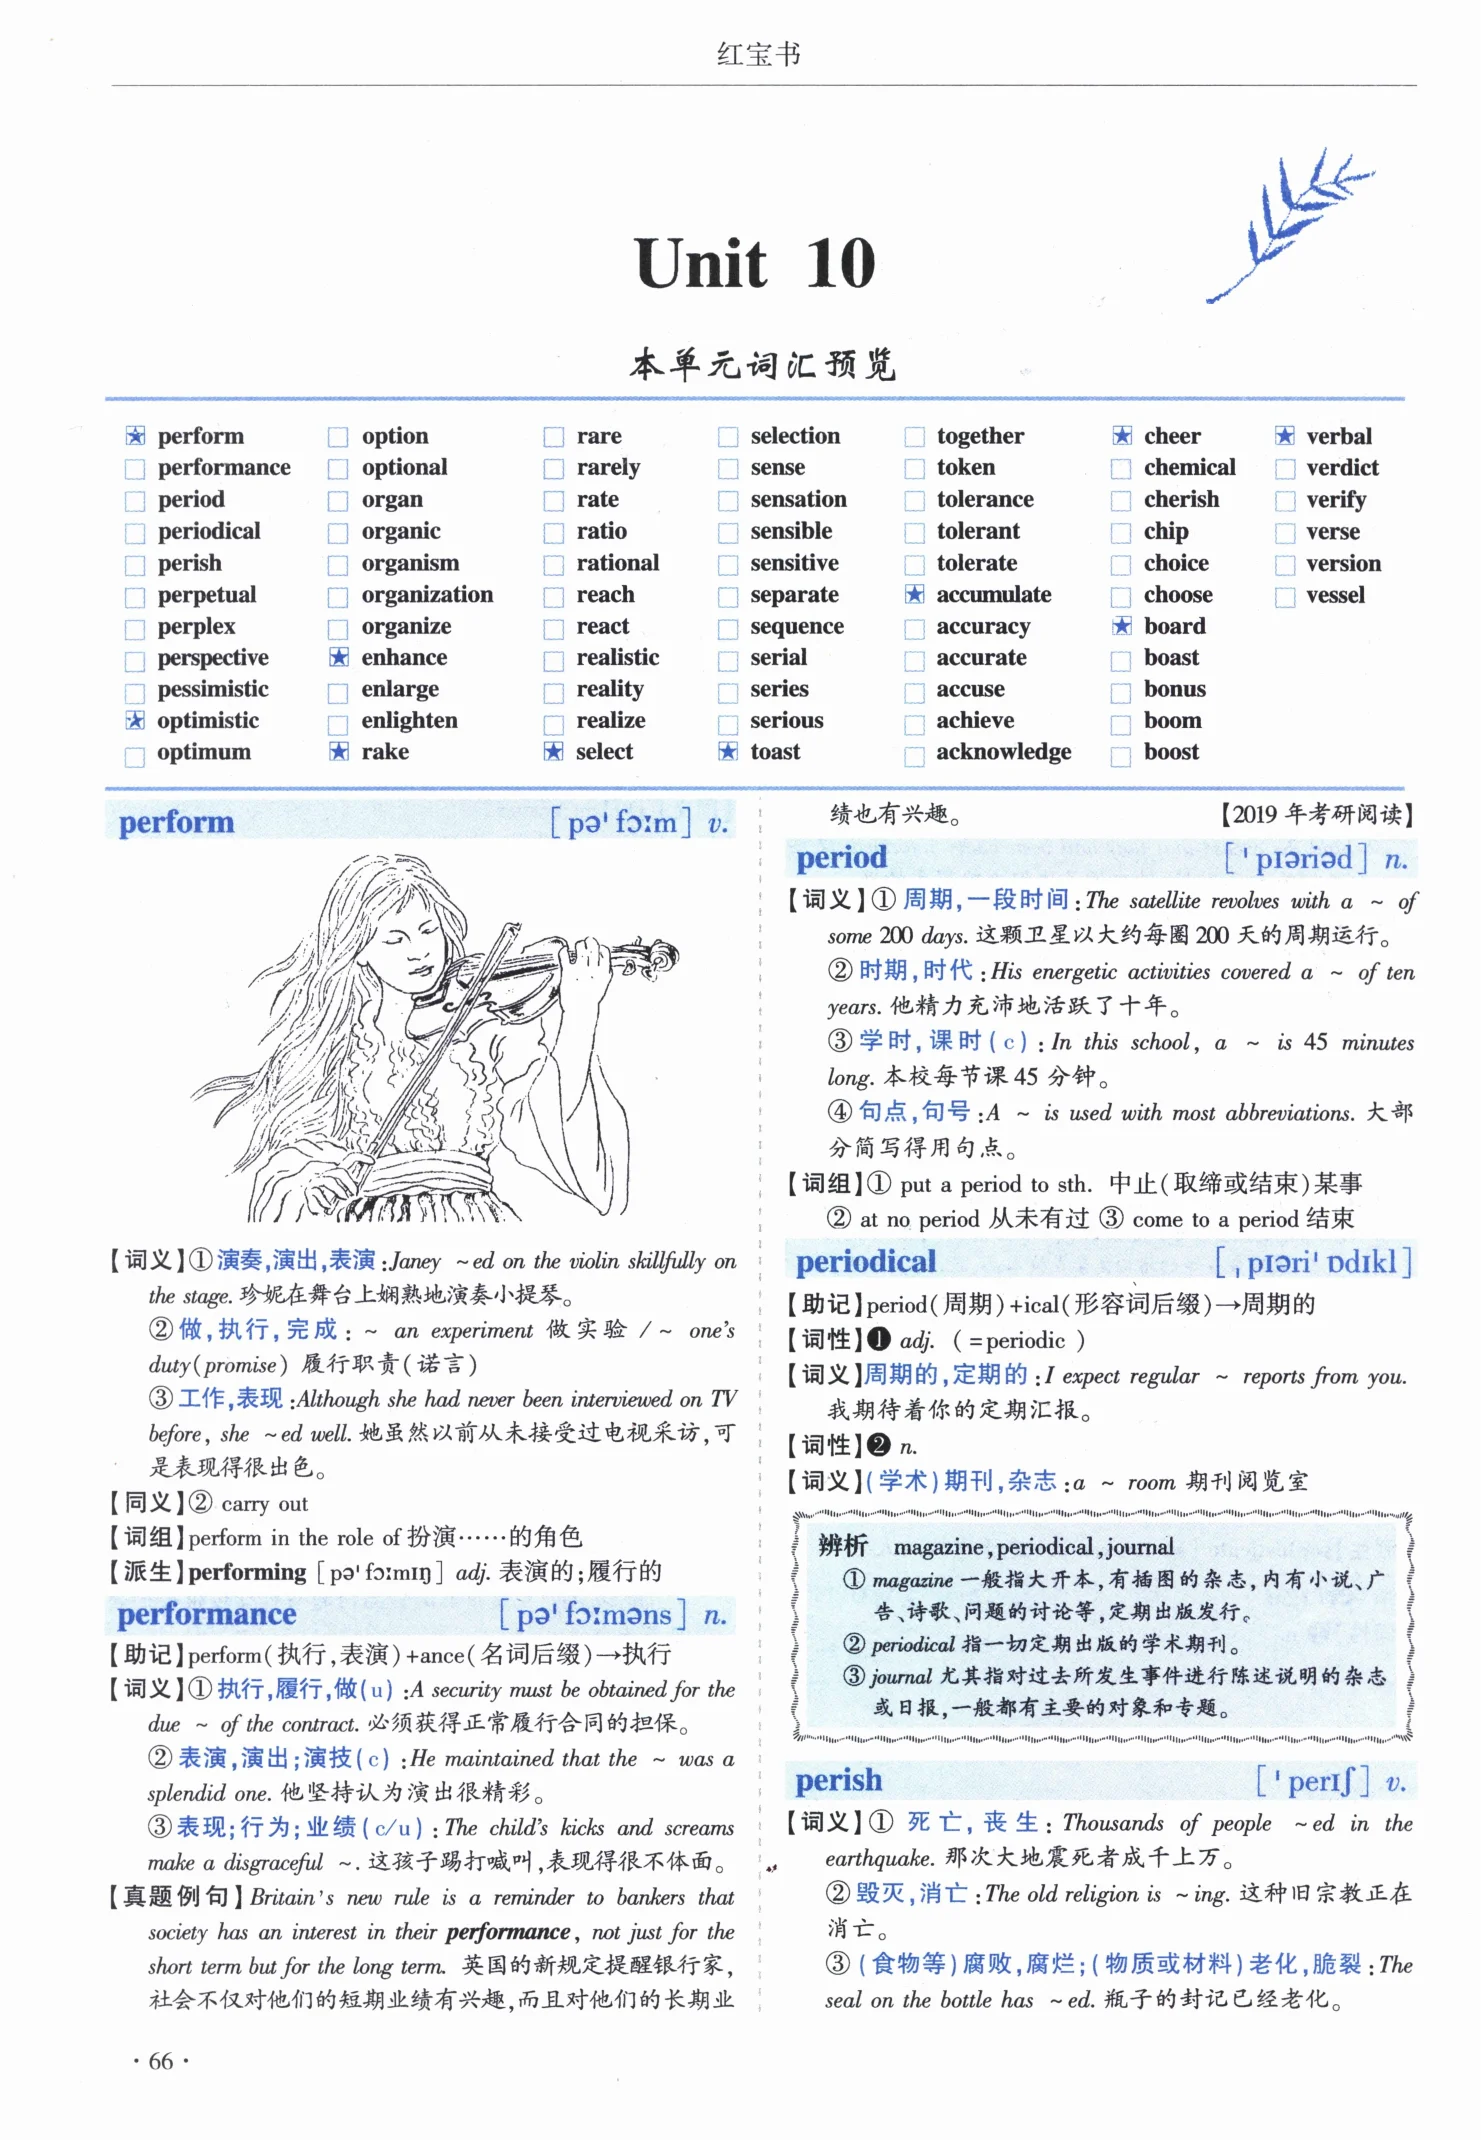 红宝书
Unit 10
本单元词汇预览
perform
performance
period
periodical
perish
perpetual
perplex
perspective
pessimistic
optimistic
optimum
option
optional
organ
organic
organism
organization
organize
enhance
enlarge
enlighten
rake
rare
rarely
rate
ratio
rational
reach
react
realistic
reality
realize
select
selection
sense
sensation
sensible
sensitive
separate
sequence
serial
series
serious
toast
together
token
tolerance
tolerant
tolerate
accumulate
accuracy
accurate
accuse
achieve
acknowledge
cheer
chemical
cherish
chip
choice
choose
board
boast
bonus
boom
boost
verbal
verdict
verify
verse
version
vessel
perform [pəˈfɔːm] v.
【词义】①演奏,演出,表演:Janey ~ed on the violin skillfully on
the stage. 珍妮在舞台上娴熟地演奏小提琴。
②做,执行,完成: ~ an experiment 做实验 / ~ one's
duty(promise) 履行职责(诺言)
③工作,表现:Although she had never been interviewed on TV
before, she ~ed well. 她虽然以前从未接受过电视采访,可
是表现得很出色。
【同义】② carry out
【词组】perform in the role of 扮演……的角色
【派生】performing [pəˈfɔːmɪŋ] adj. 表演的;履行的
performance [pəˈfɔːməns] n.
【助记】perform(执行,表演)+ance(名词后缀)→执行
【词义】①执行,履行,做(u) :A security must be obtained for the
due ~ of the contract. 必须获得正常履行合同的担保。
②表演,演出;演技(c) :He maintained that the ~ was a
splendid one. 他坚持认为演出很精彩。
③表现;行为;业绩(c/u) :The child's kicks and screams
make a disgraceful ~. 这孩子踢打喊叫,表现得很不体面。
【真题例句】Britain's new rule is a reminder to bankers that
society has an interest in their performance, not just for the
short term but for the long term. 英国的新规定提醒银行家,
社会不仅对他们的短期业绩有兴趣,而且对他们的长期业
绩也有兴趣。 【2019 年考研阅读】
period [ˈpɪəriəd] n.
【词义】①周期,一段时间:The satellite revolves with a ~ of
some 200 days. 这颗卫星以大约每圈 200 天的周期运行。
②时期,时代:His energetic activities covered a ~ of ten
years. 他精力充沛地活跃了十年。
③学时,课时(c) :In this school, a ~ is 45 minutes
long. 本校每节课 45 分钟。
④句点,句号:A ~ is used with most abbreviations. 大部
分简写得用句点。
【词组】① put a period to sth. 中止(取缔或结束)某事
② at no period 从未有过 ③ come to a period 结束
periodical [ˌpɪəriˈɒdɪkl]
【助记】period(周期)+ical(形容词后缀)→周期的
【词性】❶ adj. (=periodic)
【词义】周期的,定期的:I expect regular ~ reports from you.
我期待着你的定期汇报。
【词性】❷ n.
【词义】(学术)期刊,杂志:a ~ room 期刊阅览室
辨析 magazine,periodical,journal
① magazine 一般指大开本,有插图的杂志,内有小说、广
告、诗歌、问题的讨论等,定期出版发行。
② periodical 指一切定期出版的学术期刊。
③ journal 尤其指对过去所发生事件进行陈述说明的杂志
或日报,一般都有主要的对象和专题。
perish [ˈperɪʃ] v.
【词义】① 死亡,丧生: Thousands of people ~ed in the
earthquake. 那次大地震死者成千上万。
②毁灭,消亡:The old religion is ~ing. 这种旧宗教正在
消亡。
③(食物等)腐败,腐烂;(物质或材料)老化,脆裂:The
seal on the bottle has ~ed. 瓶子的封记已经老化。
· 66 ·